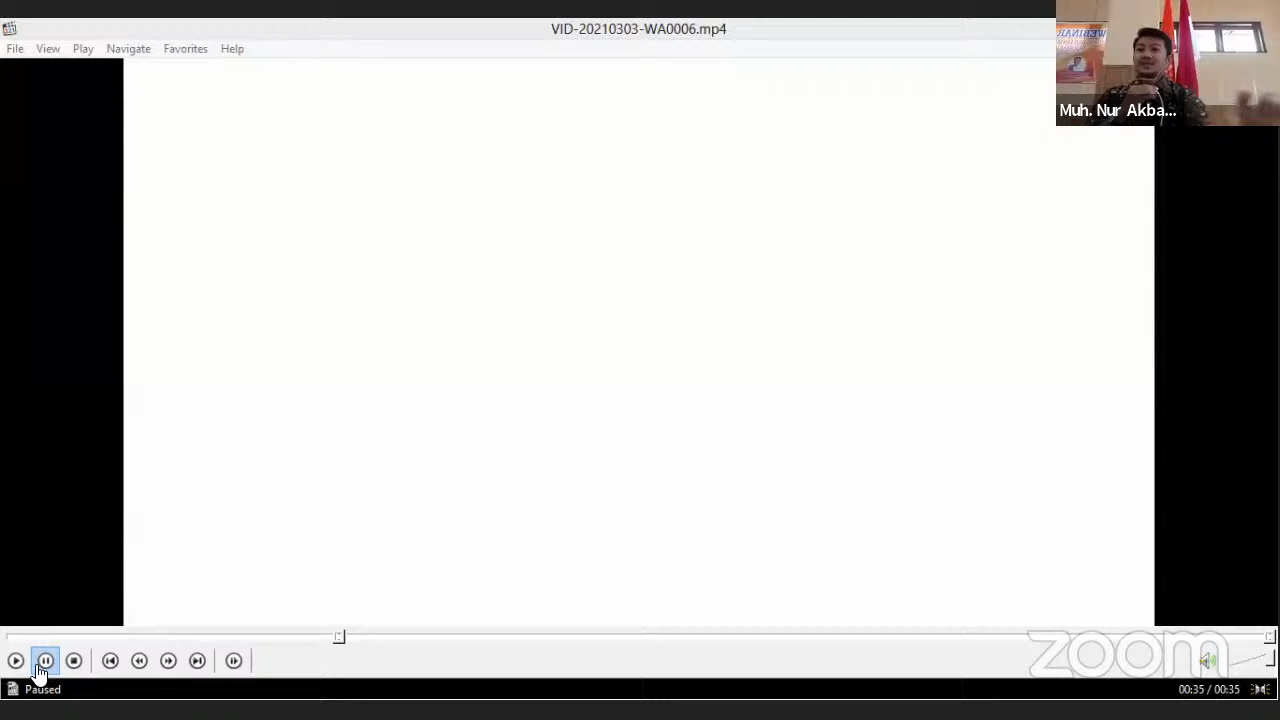 VID-20210303-WA0006.mp4
File View Play Navigate Favorites Help
WEBINAR
Muh. Nur Akba...
zoom
Paused
00:35 / 00:35